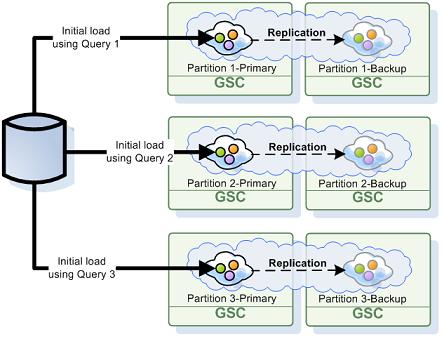 Initial load
using Query 1
Replication
Partition 1-Primary
Partition 1-Backup
GSC
GSC
Initial load
using Query 2
Replication
Partition 2-Primary
Partition 2-Backup
GSC
GSC
Initial load
using Query 3
Replication
Partition 3-Primary
Partition 3-Backup
GSC
GSC